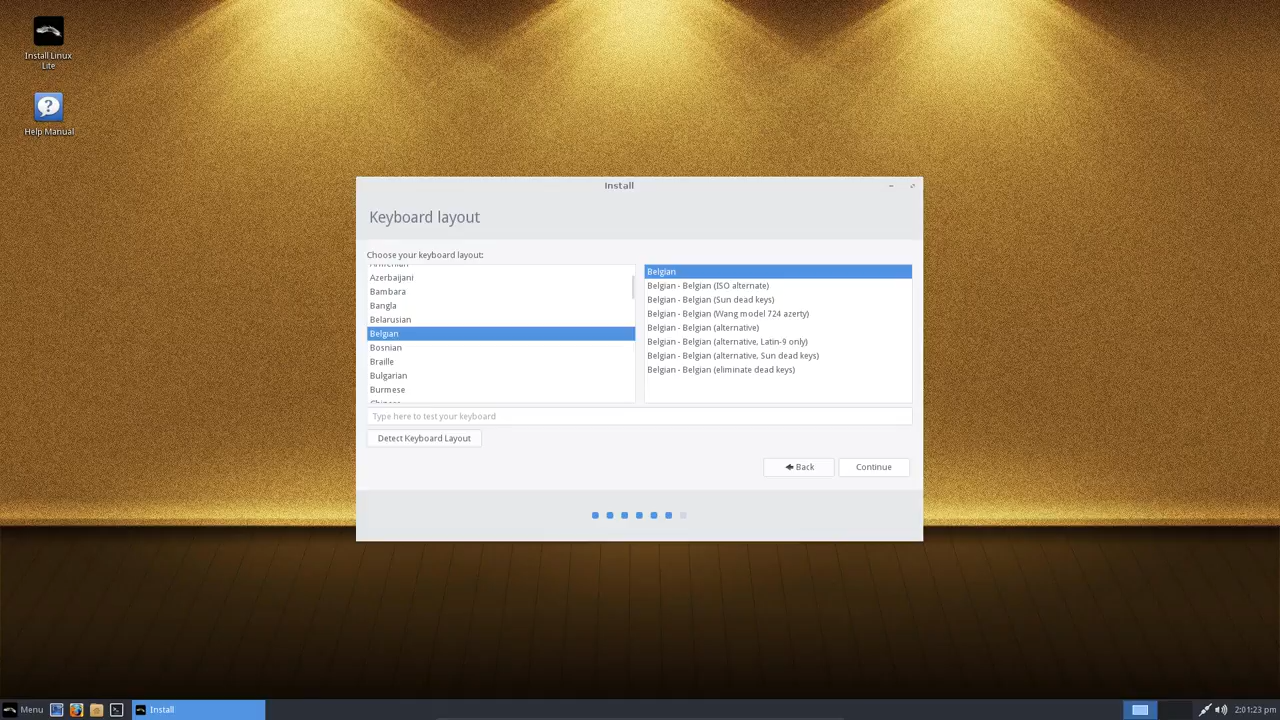 Install Linux
Lite
Help Manual
Install
Keyboard layout
Choose your keyboard layout:
Armenian
Azerbaijani
Bambara
Bangla
Belarusian
Belgian
Bosnian
Braille
Bulgarian
Burmese
Belgian
Belgian - Belgian (ISO alternate)
Belgian - Belgian (Sun dead keys)
Belgian - Belgian (Wang model 724 azerty)
Belgian - Belgian (alternative)
Belgian - Belgian (alternative, Latin-9 only)
Belgian - Belgian (alternative, Sun dead keys)
Belgian - Belgian (eliminate dead keys)
Type here to test your keyboard
Detect Keyboard Layout
Back
Continue
Menu
Install
2:01:23 pm